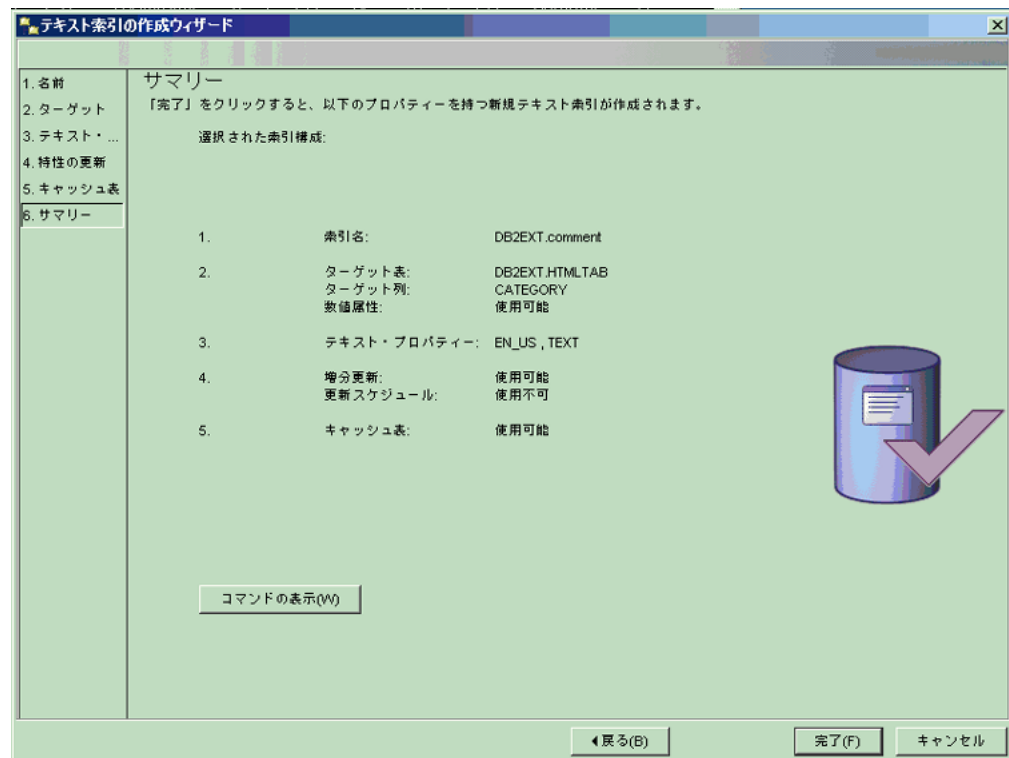 テキスト索引の作成ウィザード
1. 名前
2. ターゲット
3. テキスト・...
4. 特性の更新
5. キャッシュ表
6. サマリー
サマリー
「完了」をクリックすると、以下のプロパティーを持つ新規テキスト索引が作成されます。
選択された索引構成:
1. 索引名: DB2EXT.comment
2. ターゲット表: DB2EXT.HTMLTAB
ターゲット列: CATEGORY
数値属性: 使用可能
3. テキスト・プロパティー: EN_US , TEXT
4. 増分更新: 使用可能
更新スケジュール: 使用不可
5. キャッシュ表: 使用可能
コマンドの表示(W)
戻る(B) 完了(F) キャンセル